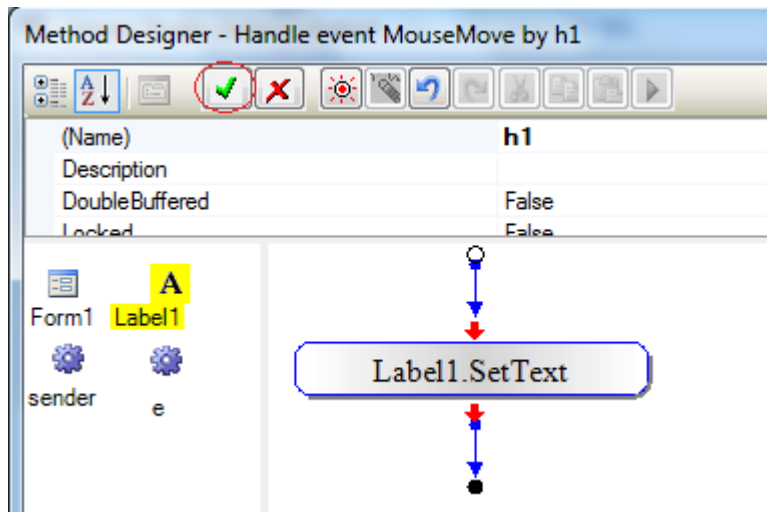 Method Designer - Handle event MouseMove by h1
(Name) h1
Description
DoubleBuffered False
Locked False
A
Form1 Label1
sender e
Label1.SetText